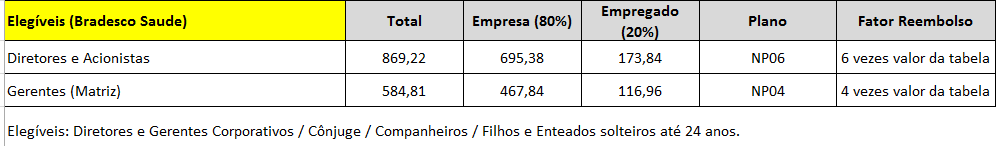 Elegíveis (Bradesco Saude) Total Empresa (80%) Empregado (20%) Plano Fator Reembolso
Diretores e Acionistas 869,22 695,38 173,84 NP06 6 vezes valor da tabela
Gerentes (Matriz) 584,81 467,84 116,96 NP04 4 vezes valor da tabela
Elegíveis: Diretores e Gerentes Corporativos / Cônjuge / Companheiros / Filhos e Enteados solteiros até 24 anos.